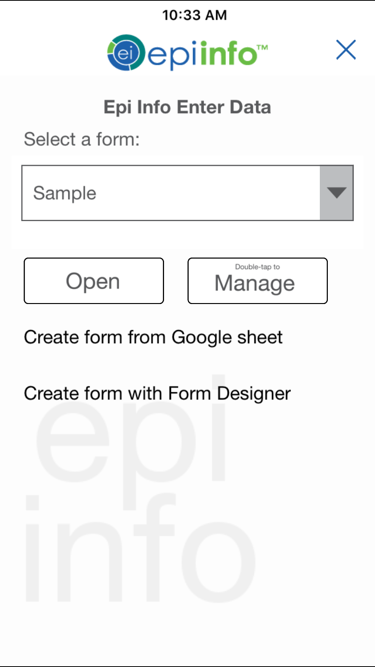 10:33 AM
ei epiinfo™
Epi Info Enter Data
Select a form:
Sample
Open
Double-tap to
Manage
Create form from Google sheet
Create form with Form Designer
epi
info